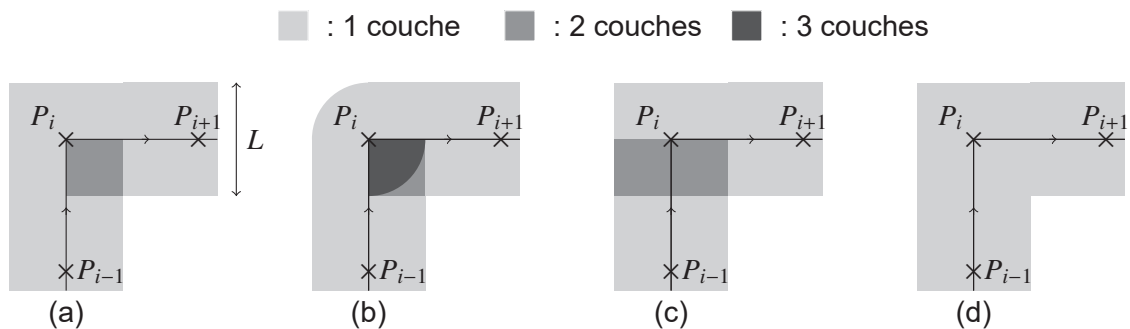 : 1 couche : 2 couches : 3 couches
P_i P_{i+1} L P_i P_{i+1} P_i P_{i+1} P_i P_{i+1}
P_{i−1} P_{i−1} P_{i−1} P_{i−1}
(a) (b) (c) (d)